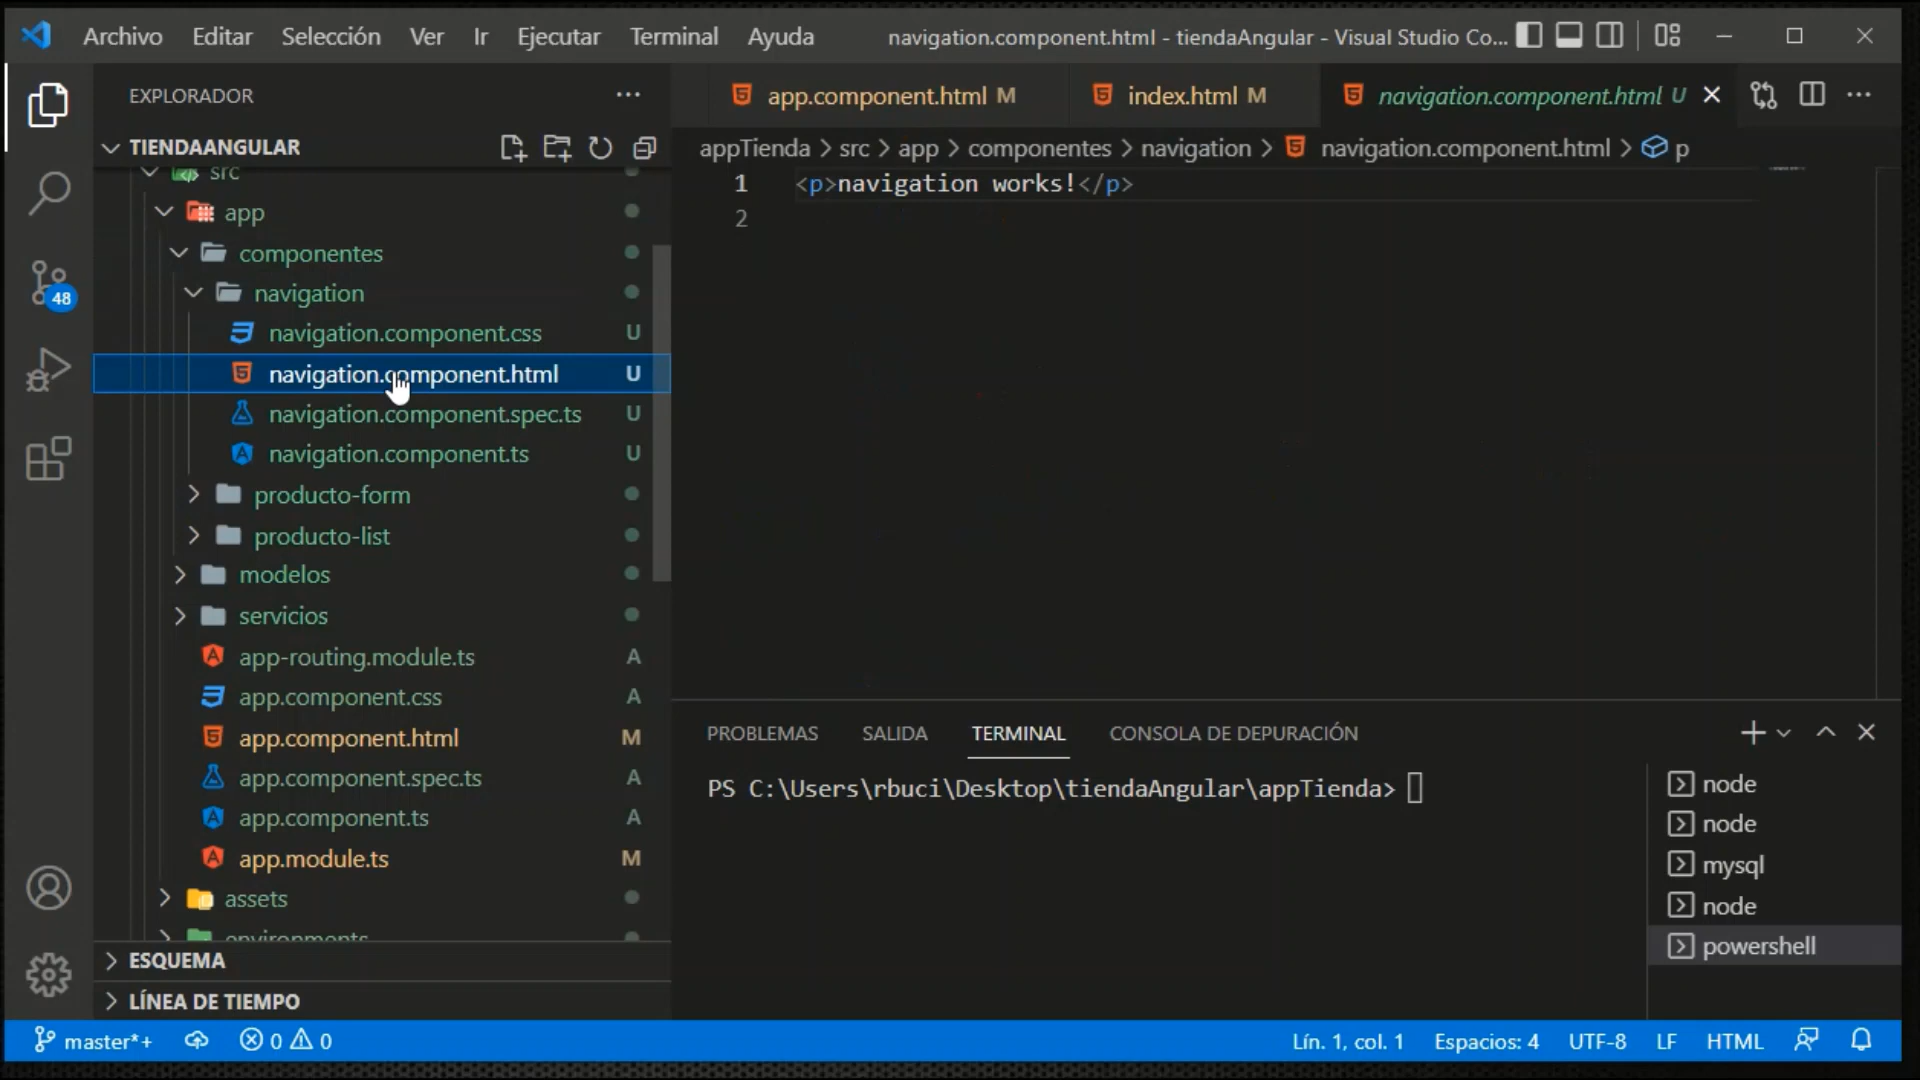 Archivo Editar Selección Ver Ir Ejecutar Terminal Ayuda navigation.component.html - tiendaAngular - Visual Studio Co...
EXPLORADOR
TIENDAANGULAR
src
app
componentes
navigation
navigation.component.css U
navigation.component.html U
navigation.component.spec.ts U
navigation.component.ts U
producto-form
producto-list
modelos
servicios
app-routing.module.ts A
app.component.css A
app.component.html M
app.component.spec.ts A
app.component.ts A
app.module.ts M
assets
environments
ESQUEMA
LÍNEA DE TIEMPO
48
app.component.html M index.html M navigation.component.html U
appTienda > src > app > componentes > navigation > navigation.component.html > p
1 <p>navigation works!</p>
2
PROBLEMAS SALIDA TERMINAL CONSOLA DE DEPURACIÓN
PS C:\Users\rbuci\Desktop\tiendaAngular\appTienda>
node
node
mysql
node
powershell
master*+ 0 0 Lín. 1, col. 1 Espacios: 4 UTF-8 LF HTML